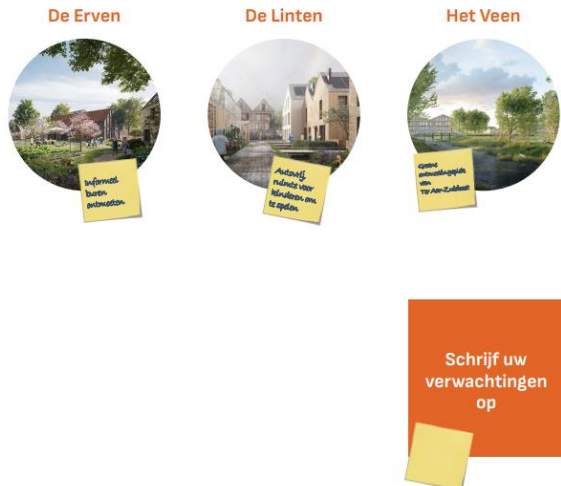 De Erven
De Linten
Het Veen
Informeel
buren
ontmoeten
Autovrij
ruimte voor
kinderen om
te spelen
Groene
ontmoetingsplek
van
Ter Aar-Zuidoost
Schrijf uw
verwachtingen
op